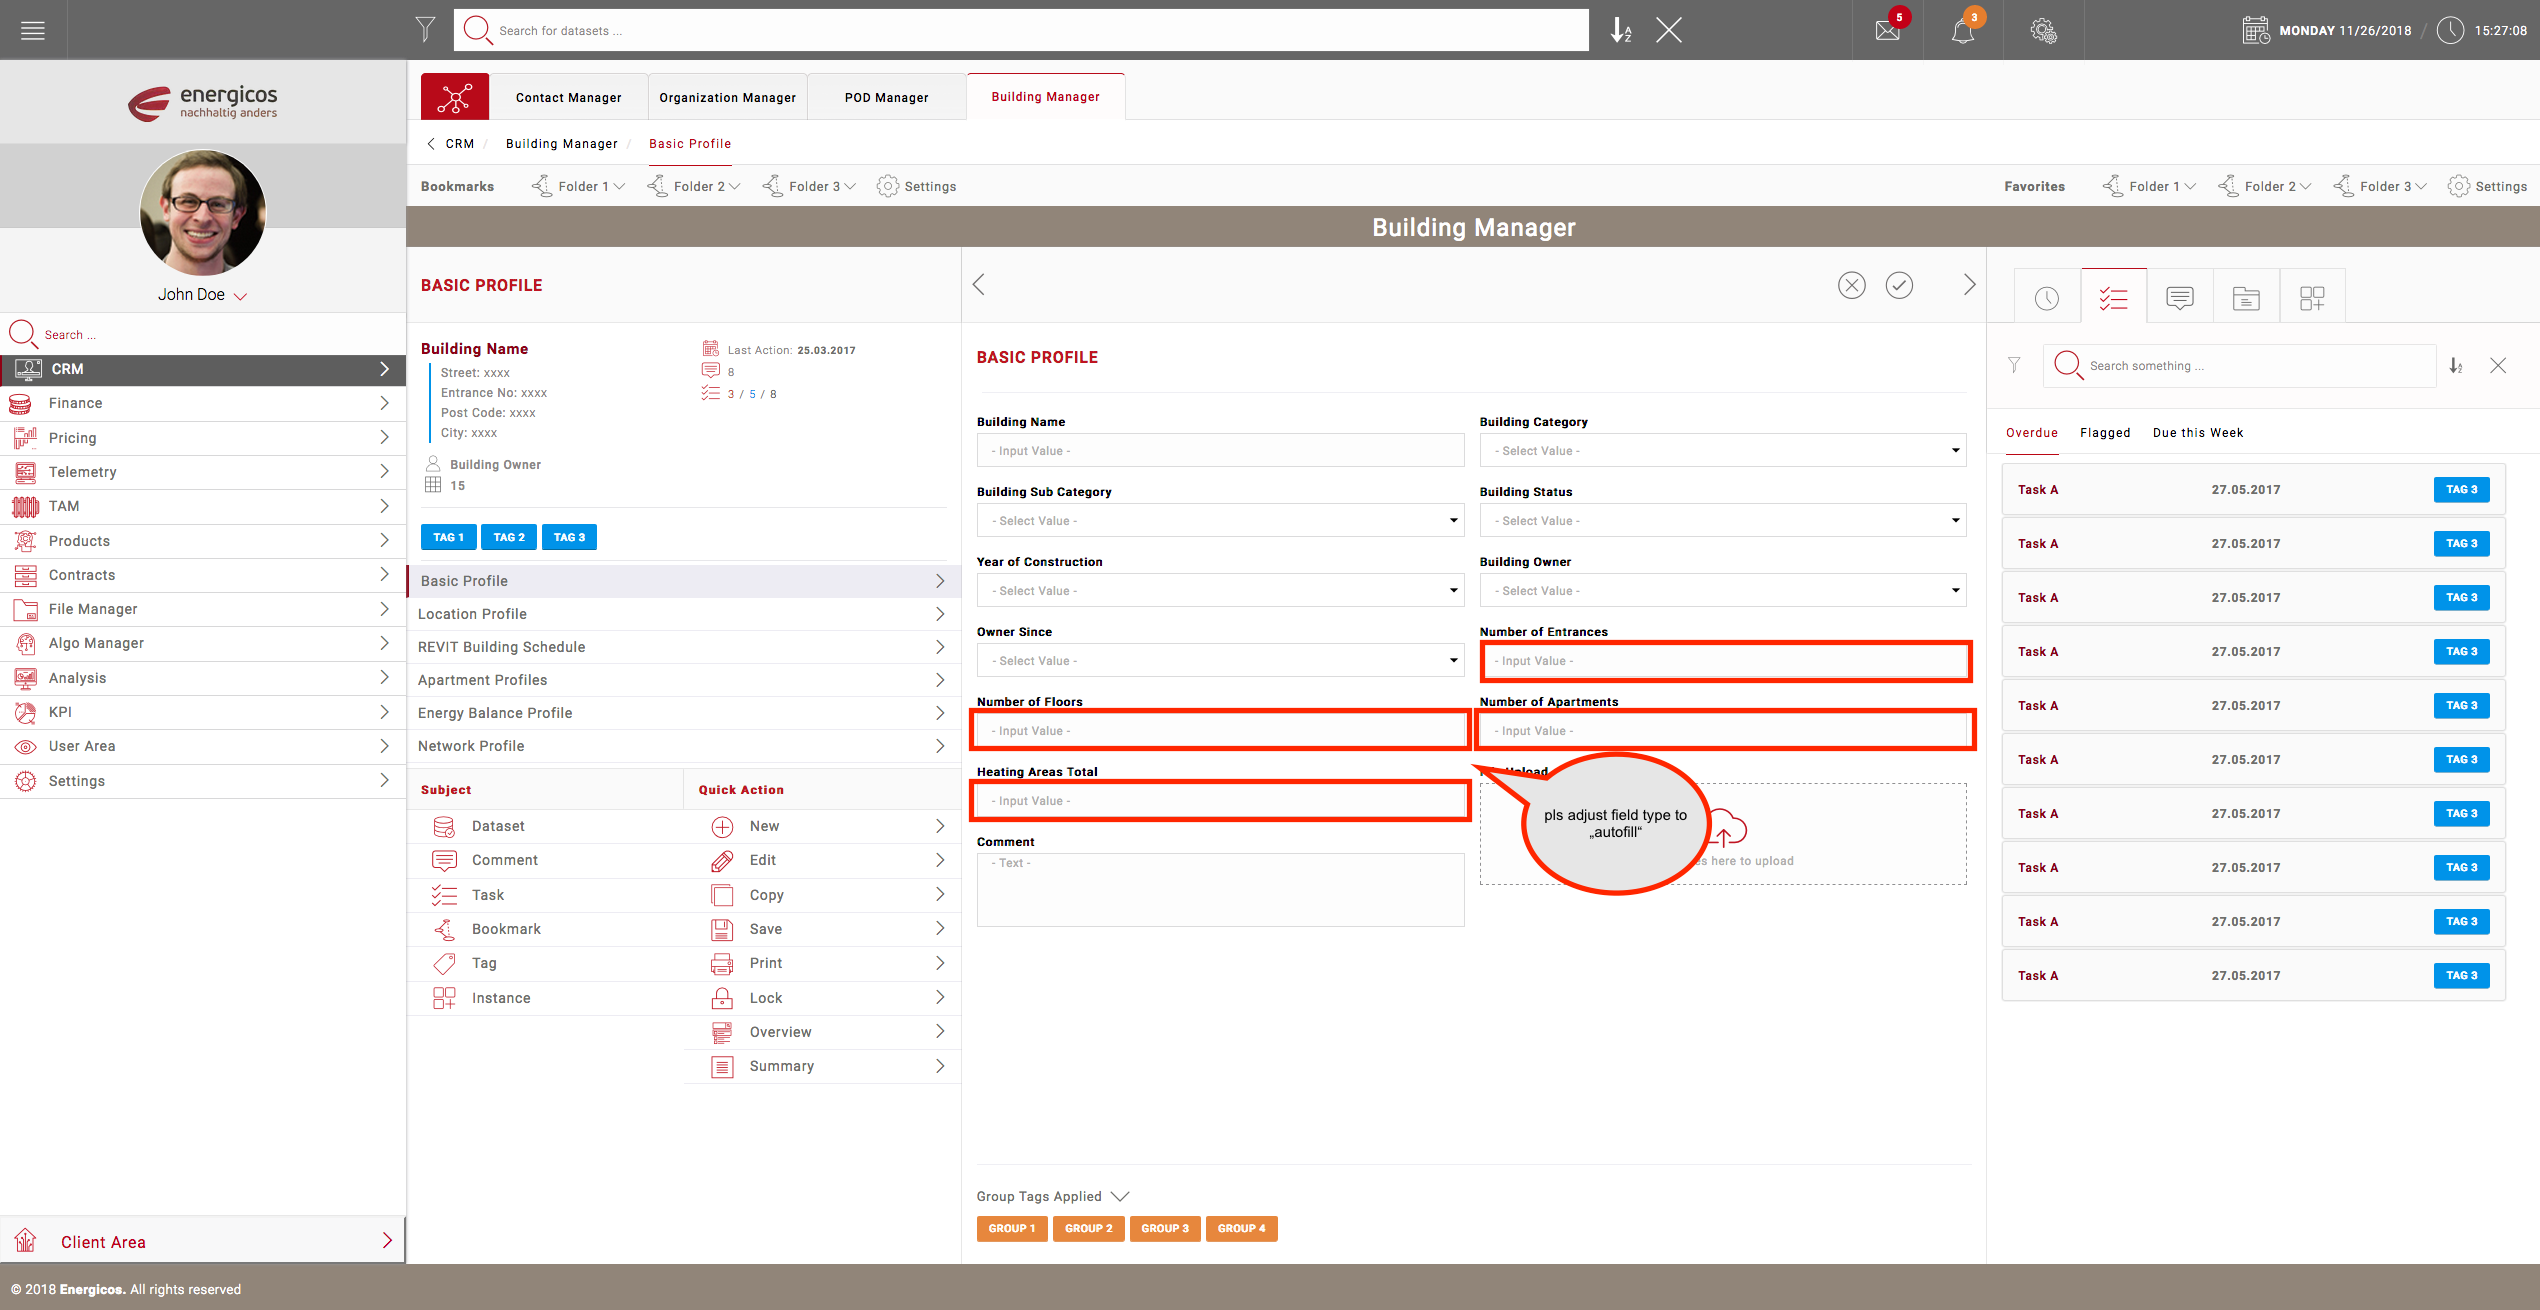 Search for datasets ...
5
3
MONDAY 11/26/2018 / 15:27:08
energicos
nachhaltig anders
John Doe
Search ...
CRM
Finance
Pricing
Telemetry
TAM
Products
Contracts
File Manager
Algo Manager
Analysis
KPI
User Area
Settings
Client Area
Contact Manager
Organization Manager
POD Manager
Building Manager
CRM / Building Manager / Basic Profile
Bookmarks
Folder 1
Folder 2
Folder 3
Settings
Favorites
Folder 1
Folder 2
Folder 3
Settings
Building Manager
BASIC PROFILE
Building Name
Street: xxxx
Entrance No: xxxx
Post Code: xxxx
City: xxxx
Building Owner
15
Last Action: 25.03.2017
8
3 / 5 / 8
TAG 1
TAG 2
TAG 3
Basic Profile
Location Profile
REVIT Building Schedule
Apartment Profiles
Energy Balance Profile
Network Profile
Subject
Dataset
Comment
Task
Bookmark
Tag
Instance
Quick Action
New
Edit
Copy
Save
Print
Lock
Overview
Summary
BASIC PROFILE
Building Name
- Input Value -
Building Category
- Select Value -
Building Sub Category
- Select Value -
Building Status
- Select Value -
Year of Construction
- Select Value -
Building Owner
- Select Value -
Owner Since
- Select Value -
Number of Entrances
- Input Value -
Number of Floors
- Input Value -
Number of Apartments
- Input Value -
Heating Areas Total
- Input Value -
Upload
here to upload
pls adjust field type to
„autofill“
Comment
- Text -
Group Tags Applied
GROUP 1
GROUP 2
GROUP 3
GROUP 4
Search something ...
Overdue
Flagged
Due this Week
Task A 27.05.2017 TAG 3
Task A 27.05.2017 TAG 3
Task A 27.05.2017 TAG 3
Task A 27.05.2017 TAG 3
Task A 27.05.2017 TAG 3
Task A 27.05.2017 TAG 3
Task A 27.05.2017 TAG 3
Task A 27.05.2017 TAG 3
Task A 27.05.2017 TAG 3
Task A 27.05.2017 TAG 3
© 2018 Energicos. All rights reserved